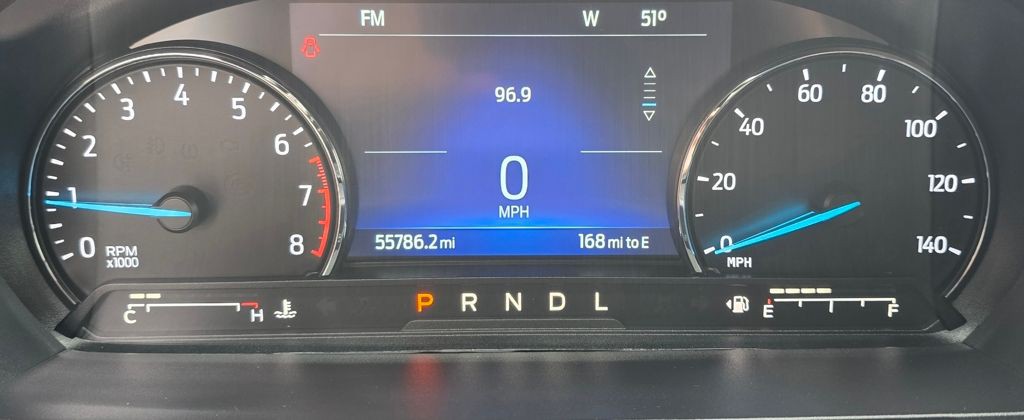 FM W 51°
96.9
0
MPH
55786.2 mi 168 mi to E
0 1 2 3 4 5 6 7 8
RPM
x1000
0 20 40 60 80 100 120 140
MPH
C H
P R N D L
E F